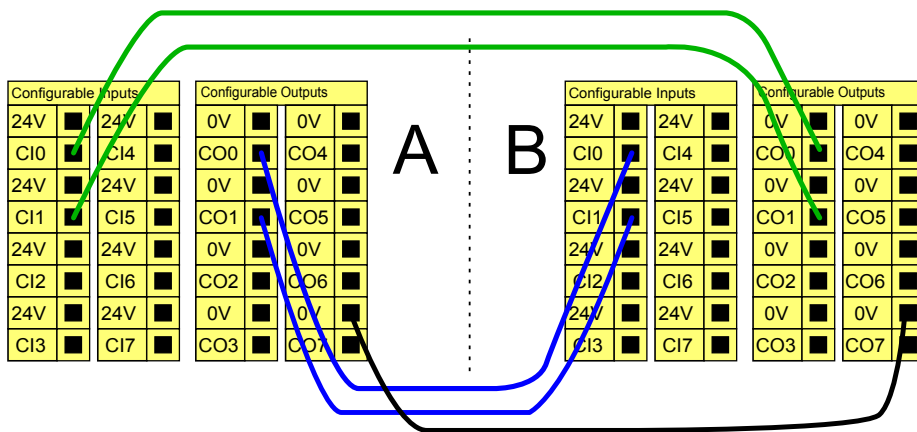 Configurable Inputs
24V 24V
CI0 CI4
24V 24V
CI1 CI5
24V 24V
CI2 CI6
24V 24V
CI3 CI7
Configurable Outputs
0V 0V
CO0 CO4
0V 0V
CO1 CO5
0V 0V
CO2 CO6
0V 0V
CO3 CO7
A
B
Configurable Inputs
24V 24V
CI0 CI4
24V 24V
CI1 CI5
24V 24V
CI2 CI6
24V 24V
CI3 CI7
Configurable Outputs
0V 0V
CO0 CO4
0V 0V
CO1 CO5
0V 0V
CO2 CO6
0V 0V
CO3 CO7